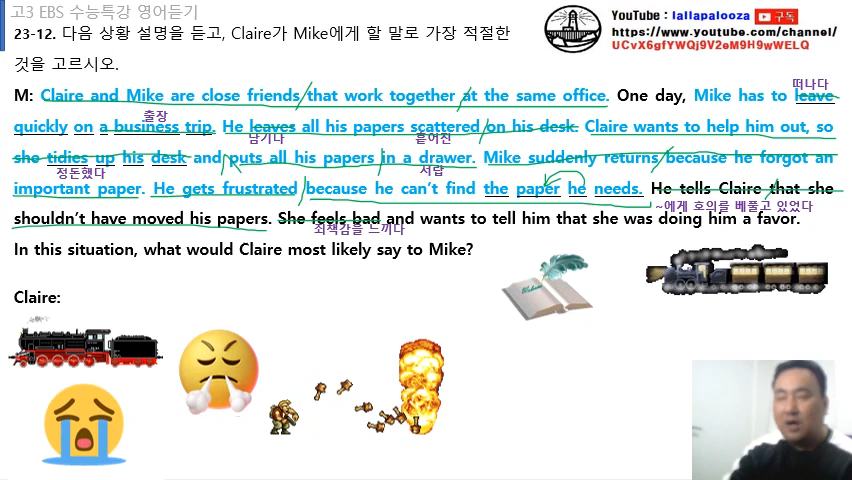 고3 EBS 수능특강 영어듣기
YouTube : lallapalooza 구독
https://www.youtube.com/channel/
UCvX6gfYWQj9V2eM9H9wWELQ
23-12. 다음 상황 설명을 듣고, Claire가 Mike에게 할 말로 가장 적절한
것을 고르시오.
M: Claire and Mike are close friends that work together at the same office. One day, Mike has to leave
떠나다
quickly on a business trip. He leaves all his papers scattered on his desk. Claire wants to help him out, so
출장
남기다 흩어진
she tidies up his desk and puts all his papers in a drawer. Mike suddenly returns because he forgot an
정돈했다 서랍
important paper. He gets frustrated because he can't find the paper he needs. He tells Claire that she
~에게 호의를 베풀고 있었다
shouldn't have moved his papers. She feels bad and wants to tell him that she was doing him a favor.
죄책감을 느끼다
In this situation, what would Claire most likely say to Mike?
Claire: